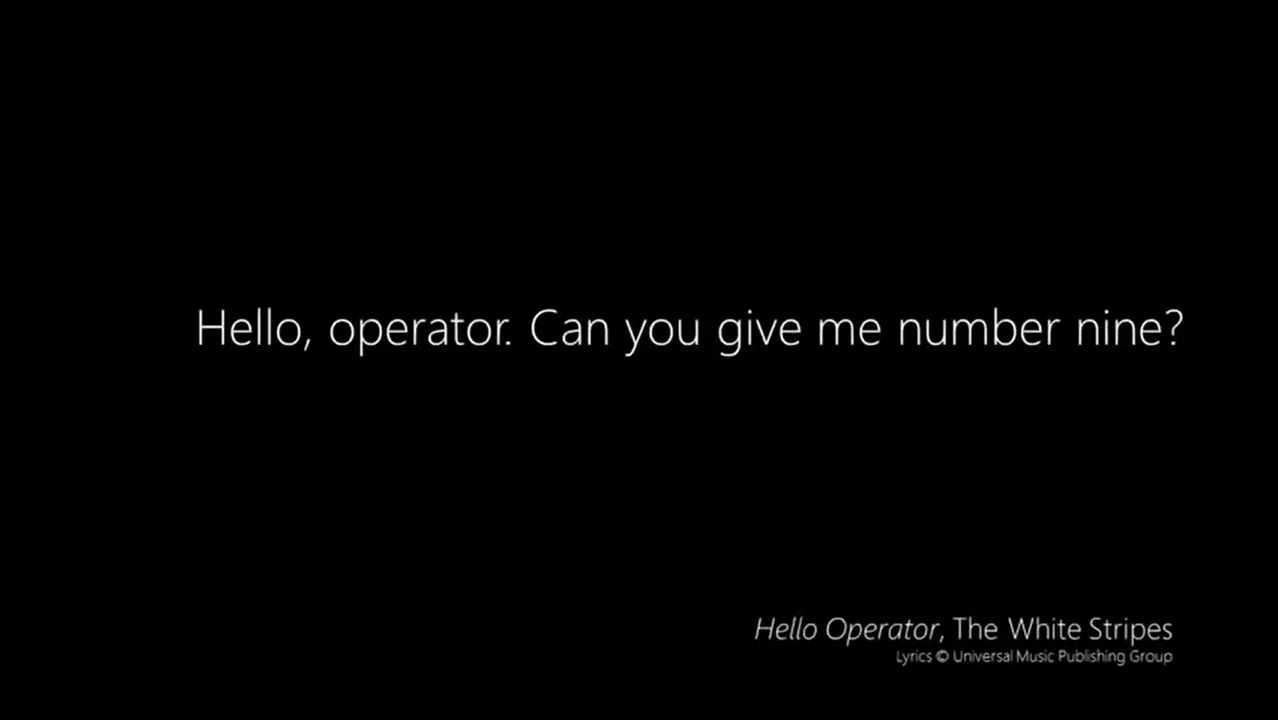 Hello, operator. Can you give me number nine?
Hello Operator, The White Stripes
Lyrics © Universal Music Publishing Group